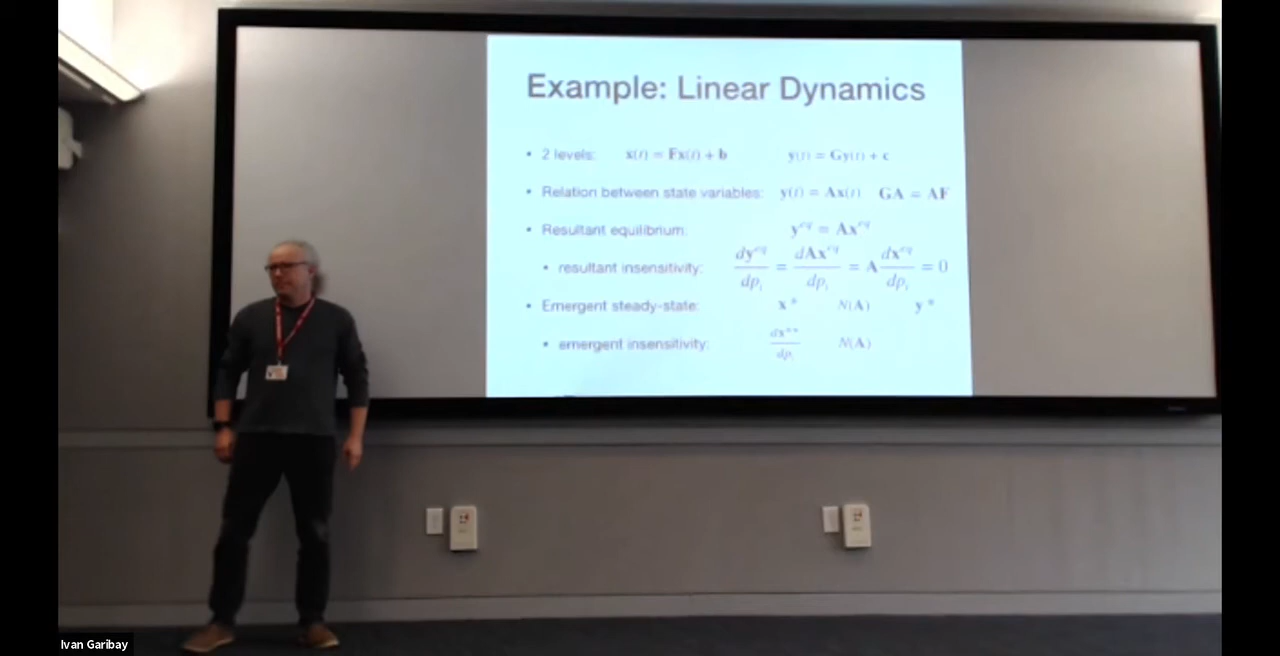 Example: Linear Dynamics
• 2 levels: x(t) = Fx(t) + b y(t) = Gy(t) + c
• Relation between state variables: y(t) = Ax(t) GA = AF
• Resultant equilibrium: y^eq = Ax^eq
• resultant insensitivity: dy^eq/dp_i = dAx^eq/dp_i = A dx^eq/dp_i = 0
• Emergent steady-state: N(A)
• emergent insensitivity: N(A)
Ivan Garibay